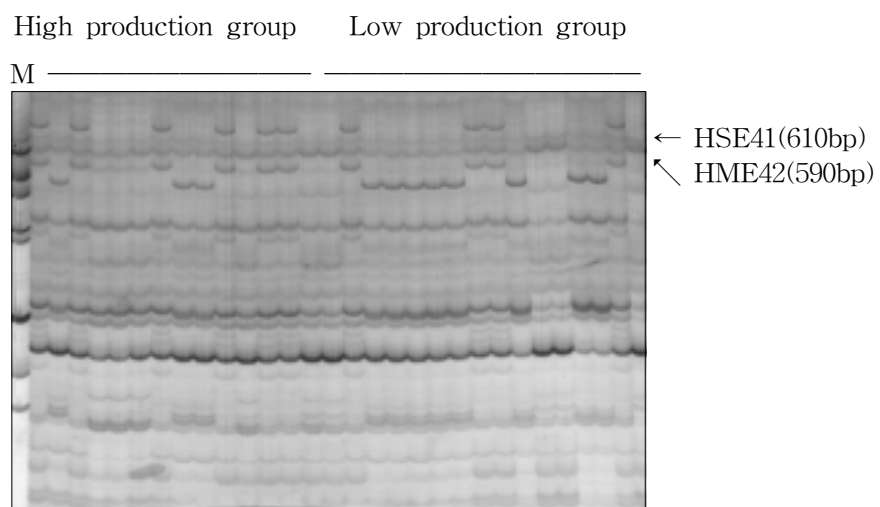 High production group Low production group
M
← HSE41(610bp)
HME42(590bp)